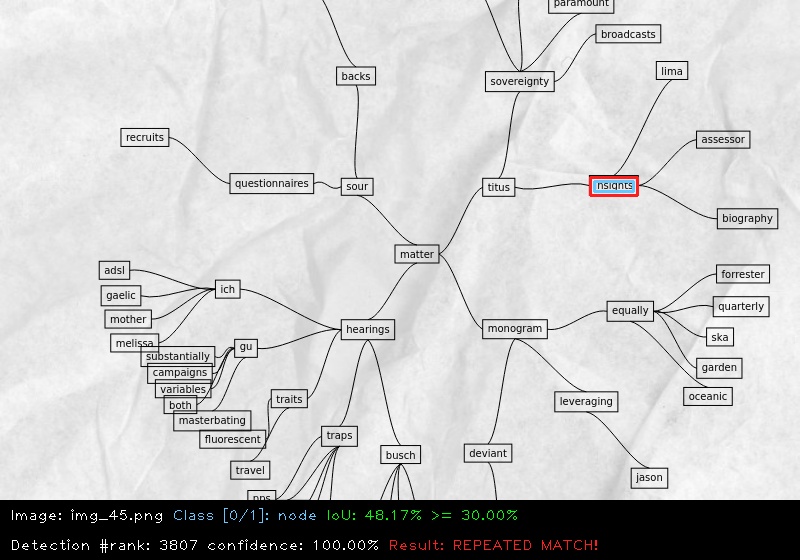 paramount
broadcasts
backs
sovereignty
lima
recruits
assessor
questionnaires
sour
titus
nsights
biography
matter
adsl
ich
forrester
gaelic
equally
quarterly
mother
hearings
monogram
ska
melissa
gu
substantially
campaigns
garden
variables
both
traits
leveraging
oceanic
masterbating
fluorescent
traps
travel
busch
deviant
jason
nns
Image: img_45.png Class [0/1]: node IoU: 48.17% >= 30.00%
Detection #rank: 3807 confidence: 100.00% Result: REPEATED MATCH!